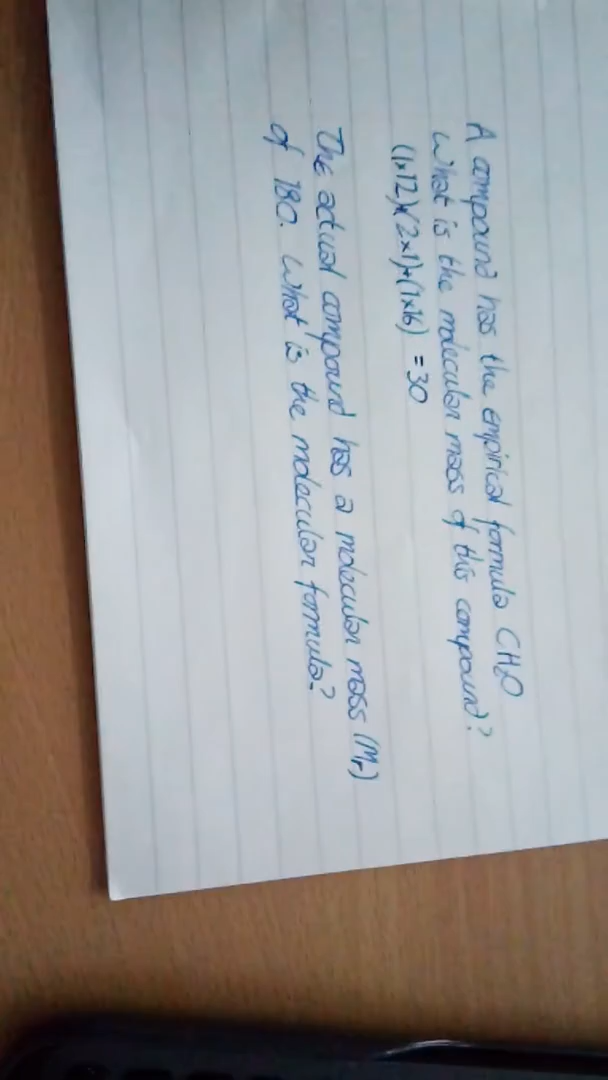 A compound has the empirical formula CH₂O
What is the molecular mass of this compound?
(1×12)+(2×1)+(1×16) = 30
The actual compound has a molecular mass (Mr)
of 180. What is the molecular formula?